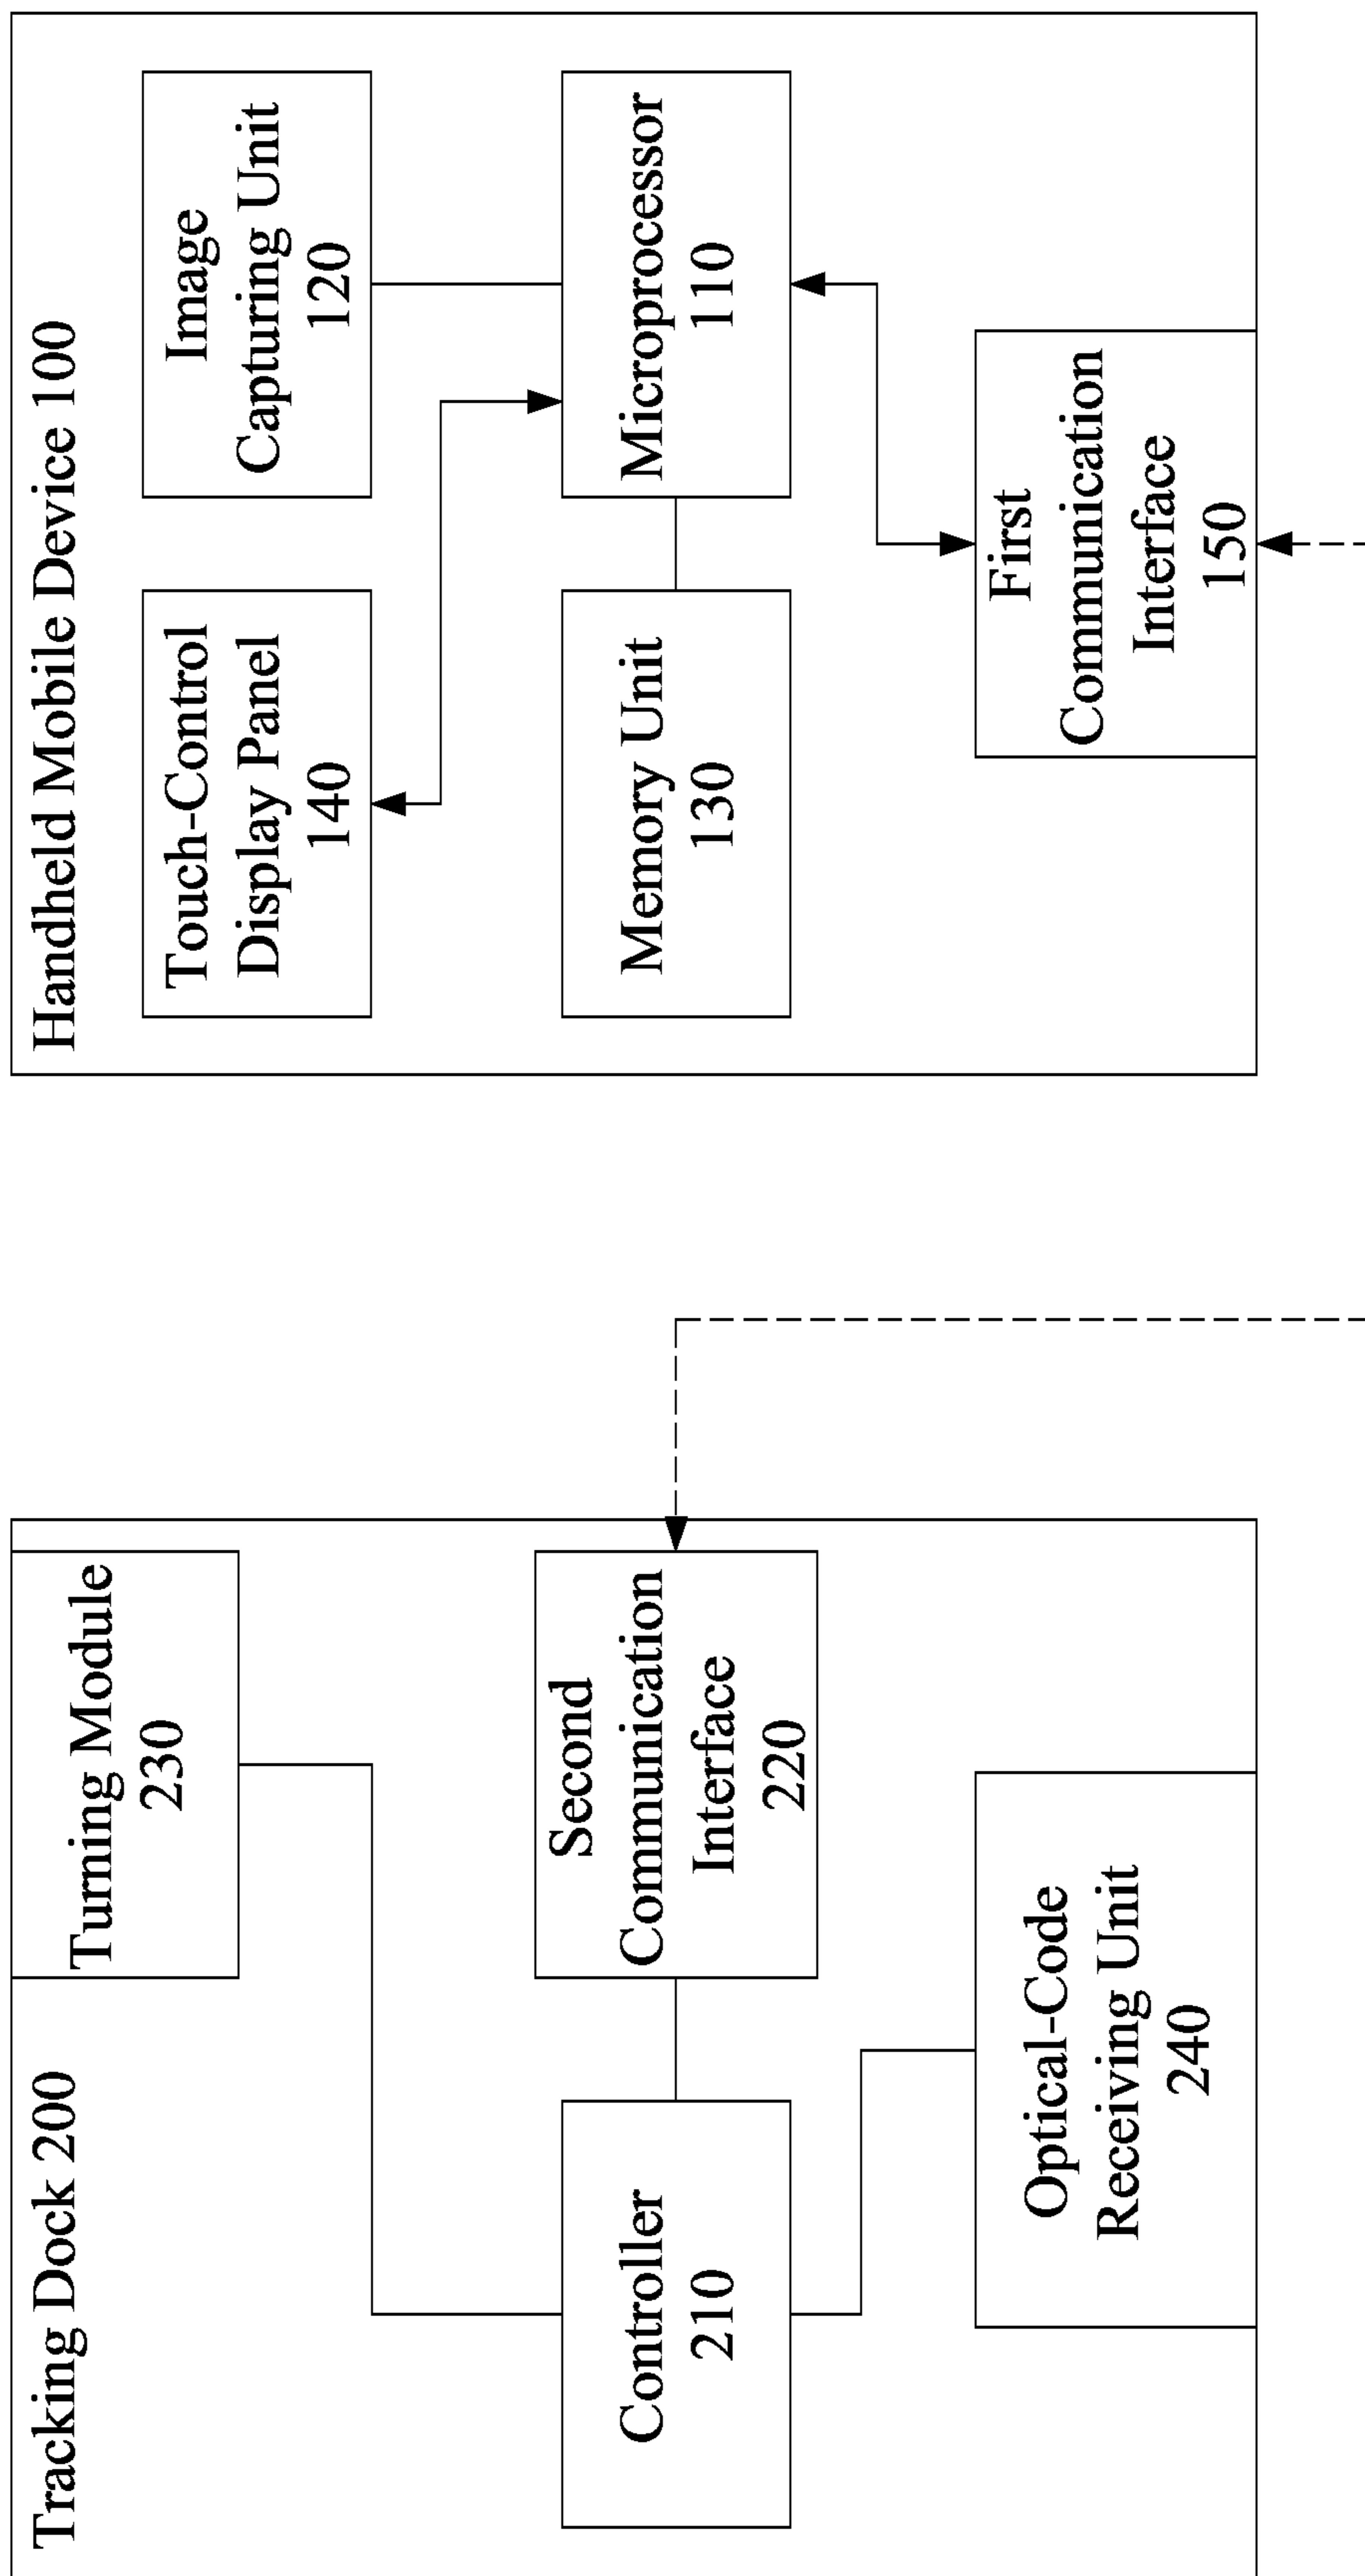 Tracking Dock 200
Turning Module
230
Controller
210
Second
Communication
Interface
220
Optical-Code
Receiving Unit
240
Handheld Mobile Device 100
Touch-Control
Display Panel
140
Image
Capturing Unit
120
Memory Unit
130
Microprocessor
110
First
Communication
Interface
150